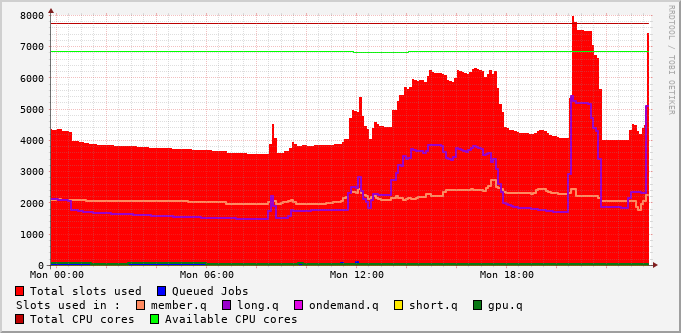 8000
7000
6000
5000
4000
3000
2000
1000
0
Mon 00:00 Mon 06:00 Mon 12:00 Mon 18:00
Total slots used Queued Jobs
Slots used in : member.q long.q ondemand.q short.q gpu.q
Total CPU cores Available CPU cores
RRDTOOL / TOBI OETIKER